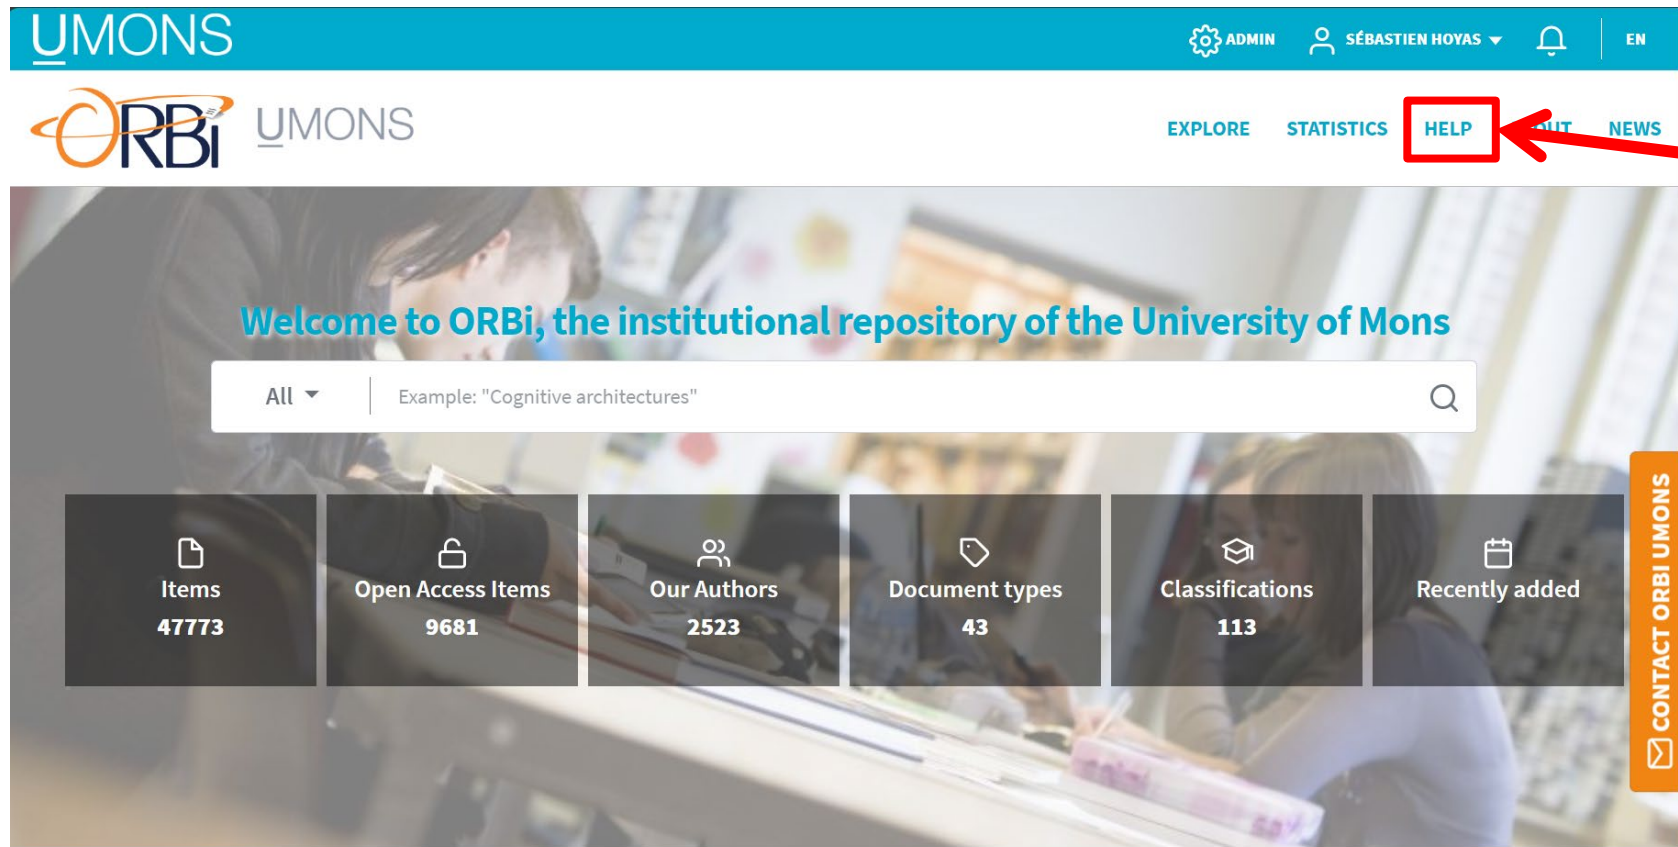 UMONS
ADMIN SÉBASTIEN HOYAS EN
ORBi UMONS
EXPLORE STATISTICS HELP OUT NEWS
Welcome to ORBi, the institutional repository of the University of Mons
All Example: "Cognitive architectures"
Items
47773
Open Access Items
9681
Our Authors
2523
Document types
43
Classifications
113
Recently added
CONTACT ORBI UMONS